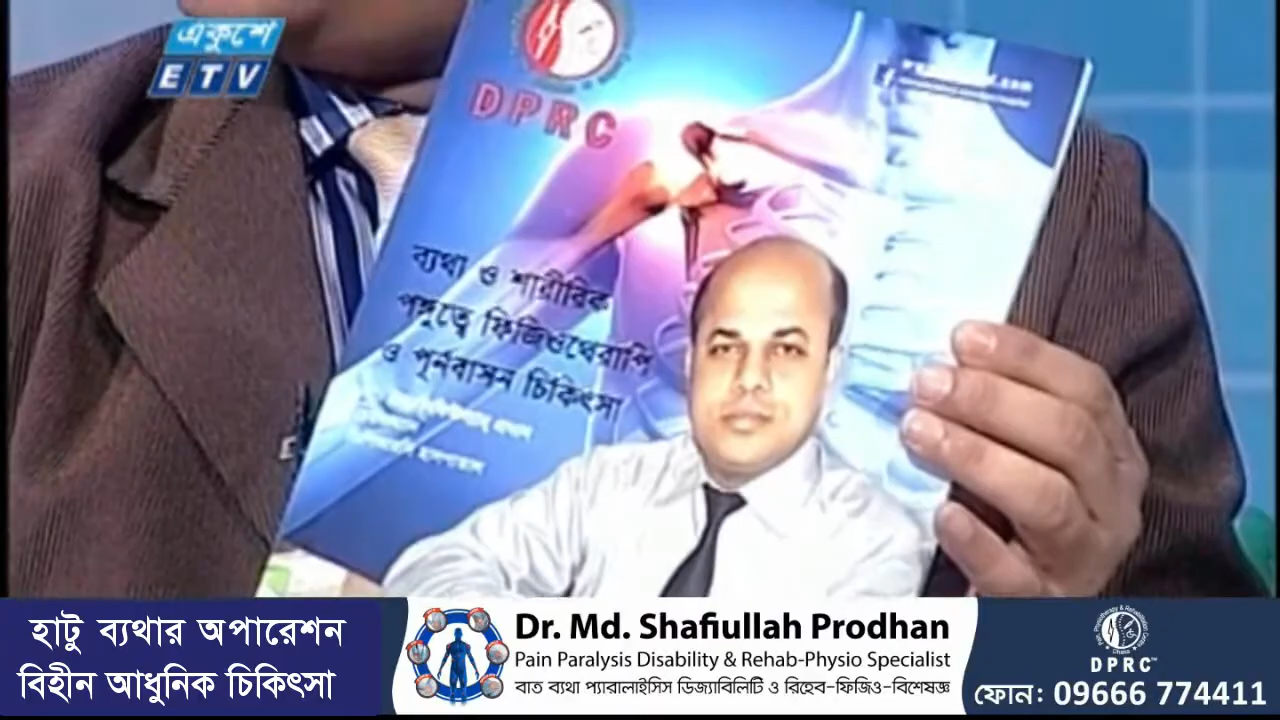 একুশে
ETV
DPRC
ব্যথা ও শারীরিক
পঙ্গুত্বে ফিজিওথেরাপি
ও পূর্নবাসন চিকিৎসা
হাটু ব্যথার অপারেশন
বিহীন আধুনিক চিকিৎসা
Dr. Md. Shafiullah Prodhan
Pain Paralysis Disability & Rehab-Physio Specialist
বাত ব্যথা প্যারালাইসিস ডিজ্যাবিলিটি ও রিহেব-ফিজিও-বিশেষজ্ঞ
DPRC
ফোন: 09666 774411